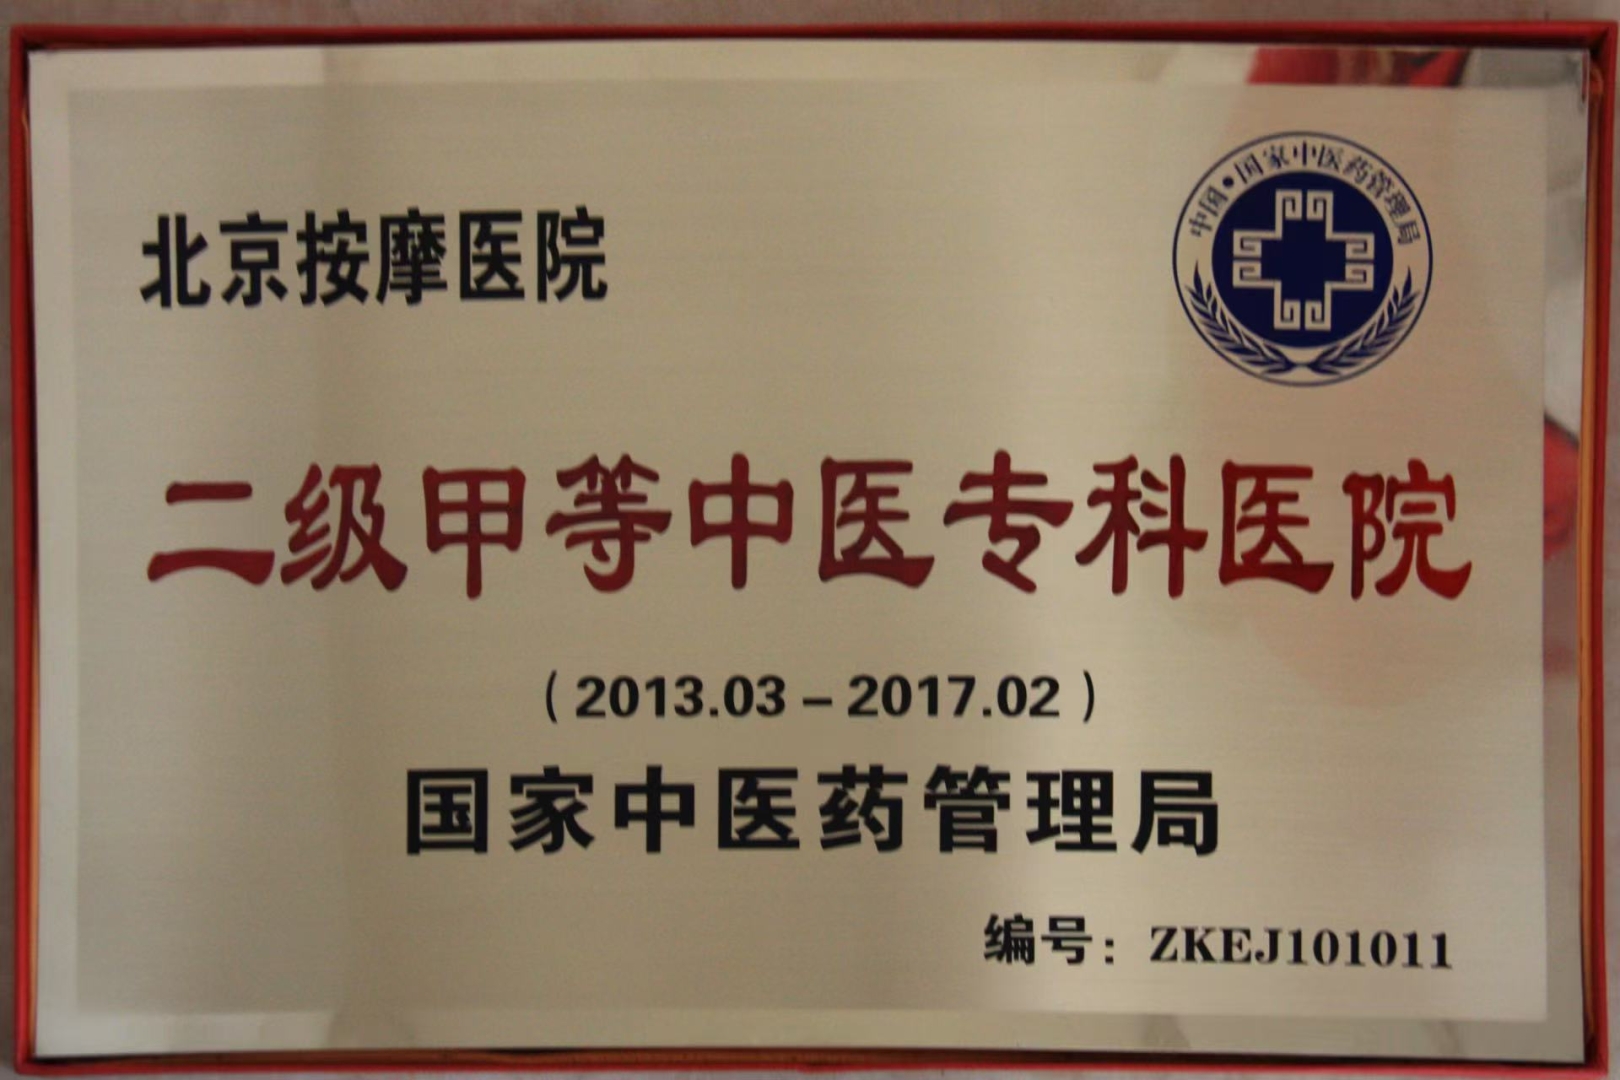 北京按摩医院
中国·国家中医药管理局
二级甲等中医专科医院
（2013.03－2017.02）
国家中医药管理局
编号：ZKEJ101011